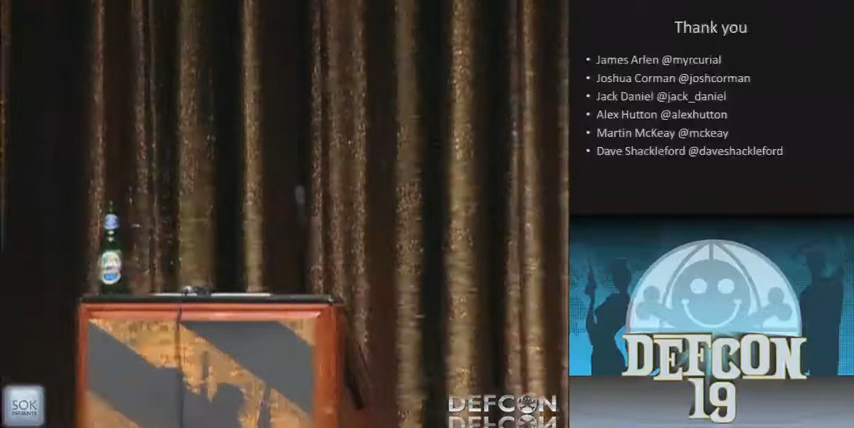 Thank you
• James Arlen @myrcurial
• Joshua Corman @joshcorman
• Jack Daniel @jack_daniel
• Alex Hutton @alexhutton
• Martin McKeay @mckeay
• Dave Shackleford @daveshackleford
DEFCON
19
SOK
DEFCON